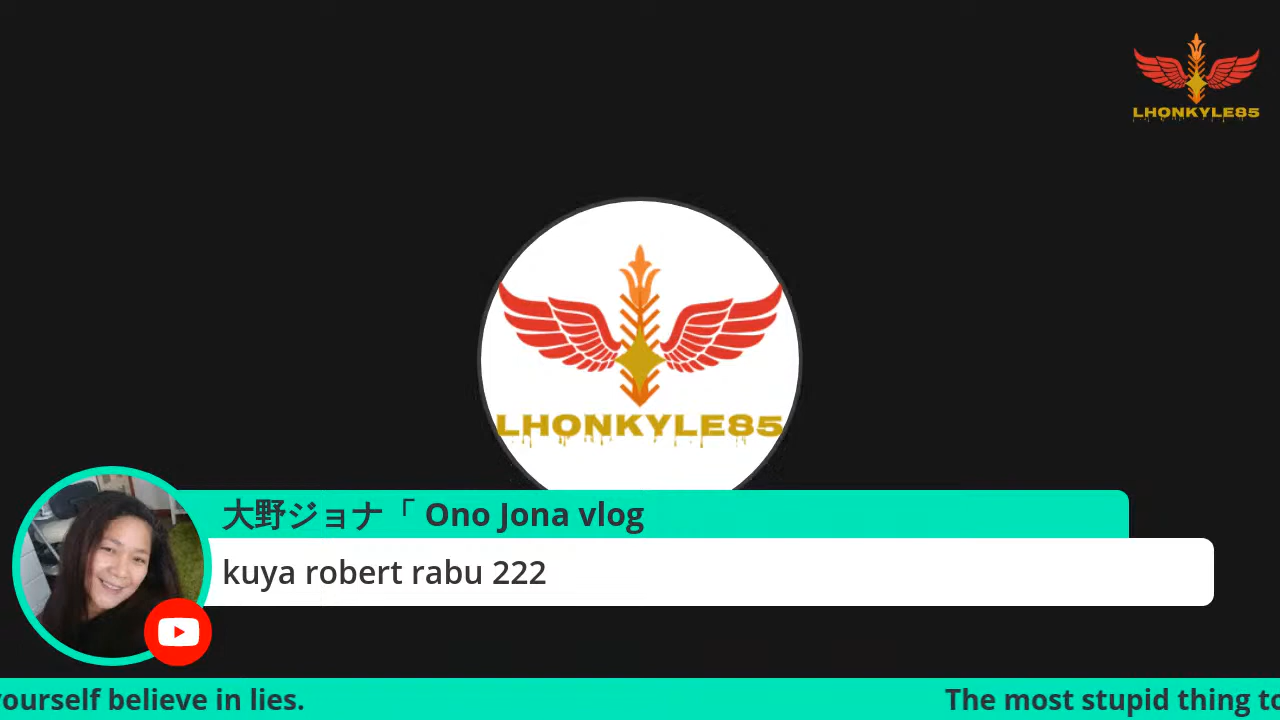 LHONKYLE85
LHONKYLE85
大野ジョナ「 Ono Jona vlog
kuya robert rabu 222
yourself believe in lies.
The most stupid thing to